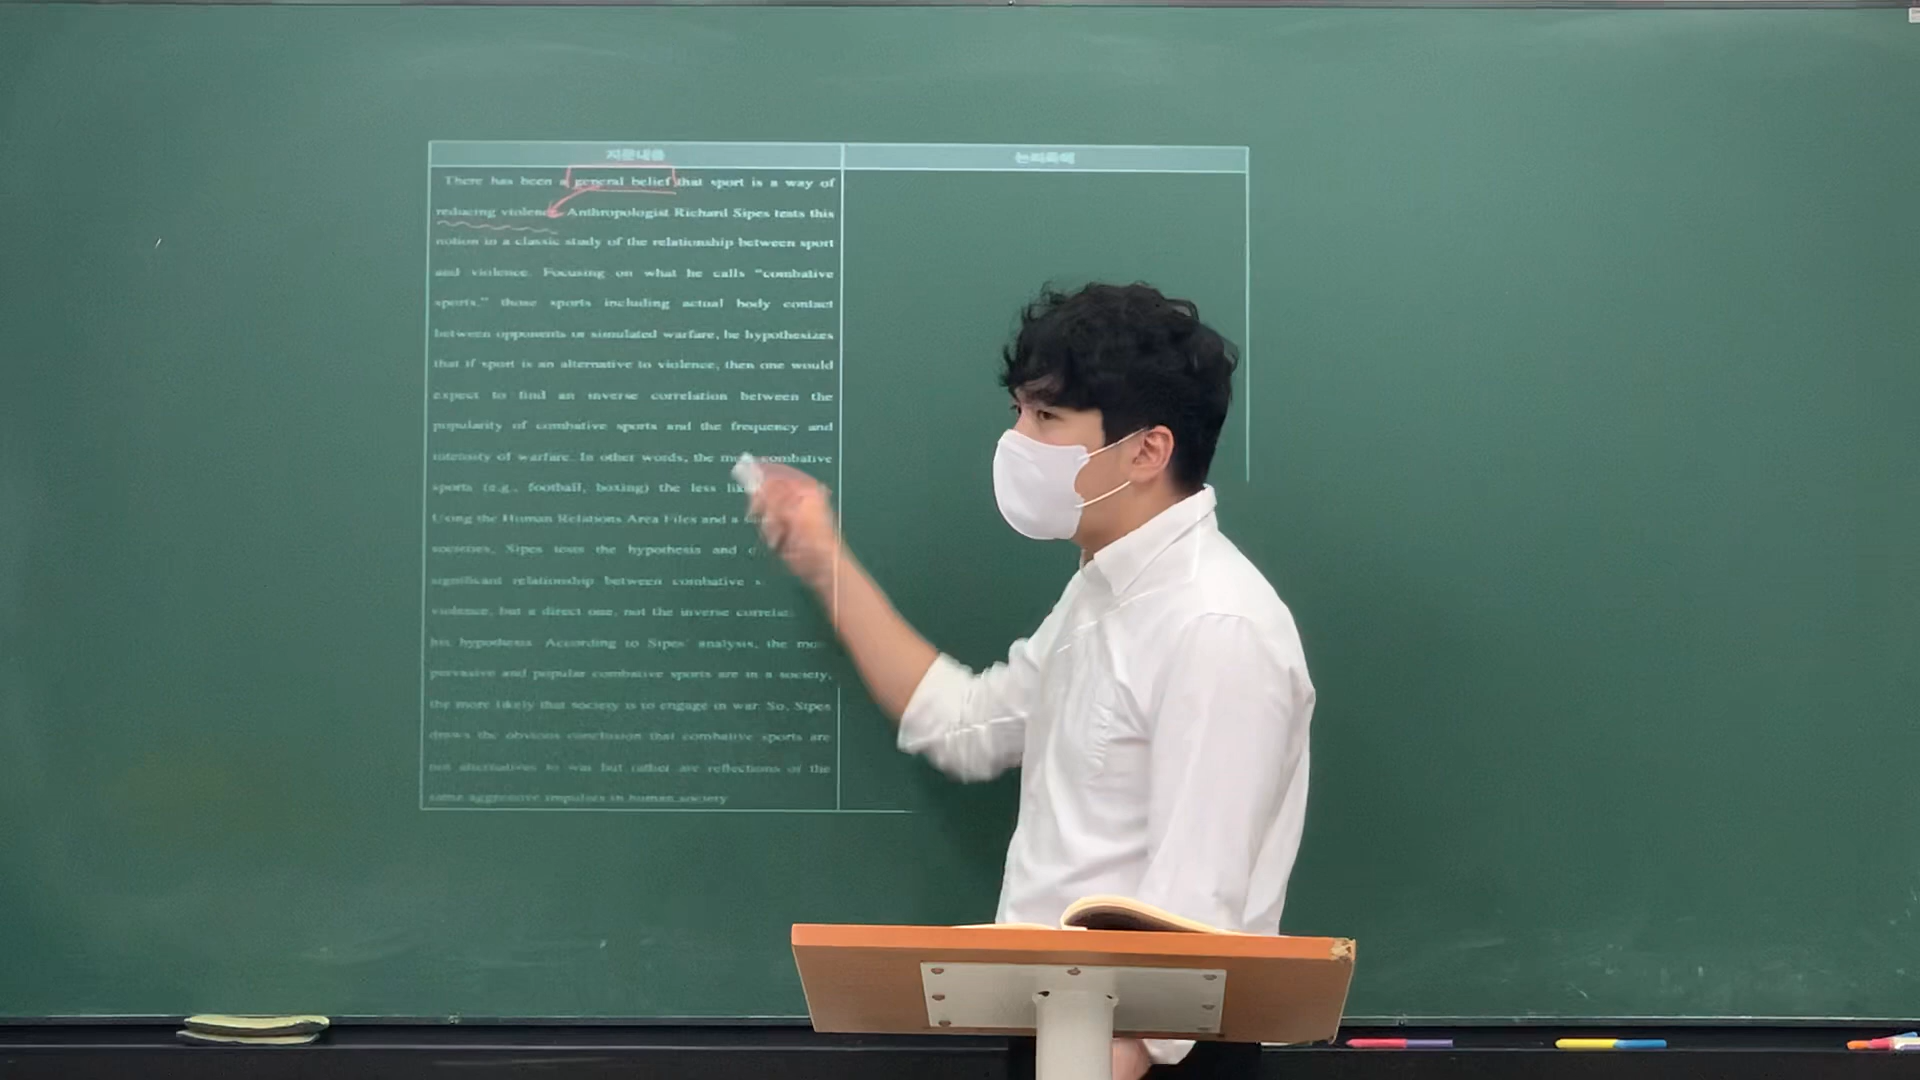 지문내용
논리독해
There has been a general belief that sport is a way of
reducing violence. Anthropologist Richard Sipes tests this
notion in a classic study of the relationship between sport
and violence. Focusing on what he calls “combative
sports,” those sports including actual body contact
between opponents or simulated warfare, he hypothesizes
that if sport is an alternative to violence, then one would
expect to find an inverse correlation between the
popularity of combative sports and the frequency and
intensity of warfare. In other words, the more combative
sports (e.g., football, boxing) the less
Using the Human Relations Area Files and a
societies, Sipes tests the hypothesis and
significant relationship between combative
violence, but a direct one, not the inverse
his hypothesis. According to Sipes’ analysis, the
pervasive and popular combative sports are in a society,
the more likely that society is to engage in war. So, Sipes
draws the obvious conclusion that combative sports are
not alternatives to war but rather are reflections of the
same aggressive impulses in human society